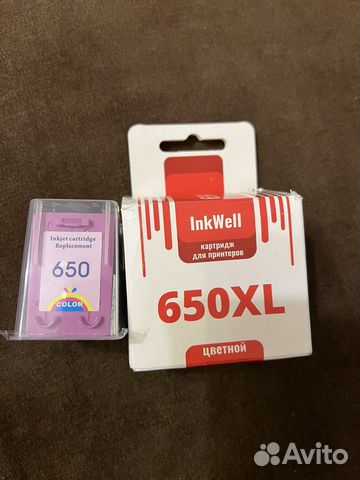 Inkjet cartridge
Replacement
650
COLOR
InkWell
картридж
для принтеров
650XL
цветной
Avito